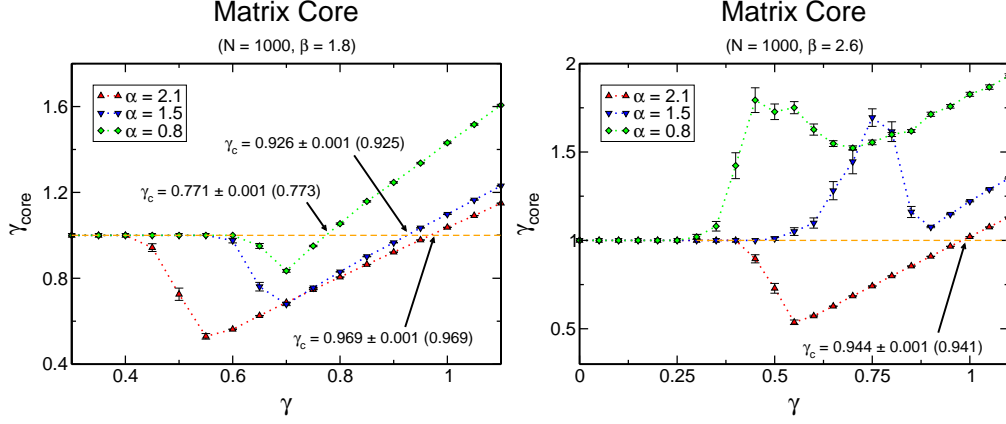 Matrix Core
(N = 1000, β = 1.8)
α = 2.1
α = 1.5
α = 0.8
γc = 0.926 ± 0.001 (0.925)
γc = 0.771 ± 0.001 (0.773)
γc = 0.969 ± 0.001 (0.969)
1.6
1.2
0.8
0.4
γcore
0.4
0.6
0.8
1
γ
Matrix Core
(N = 1000, β = 2.6)
α = 2.1
α = 1.5
α = 0.8
γc = 0.944 ± 0.001 (0.941)
2
1.5
1
0.5
γcore
0
0.25
0.5
0.75
1
γ